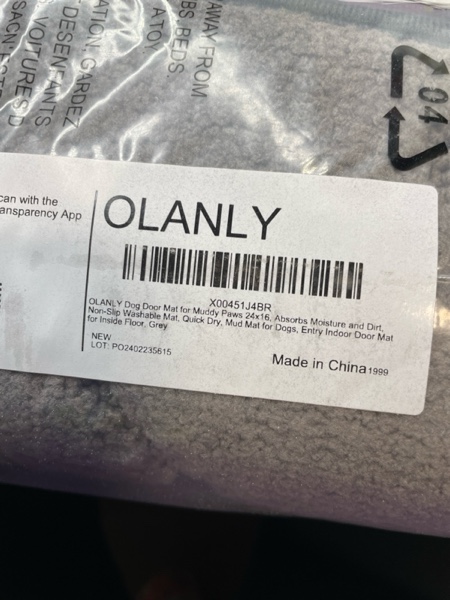 AWAY FROM
BS BEDS.
A TOY
GARDEZ
DESENFANTS
VOITURES D
04
can with the
ansparency App
OLANLY
X00451J4BR
OLANLY Dog Door Mat for Muddy Paws 24x16, Absorbs Moisture and Dirt,
Non-Slip Washable Mat, Quick Dry, Mud Mat for Dogs, Entry Indoor Door Mat
for Inside Floor, Grey
NEW
LOT: PO2402235615
Made in China 1999